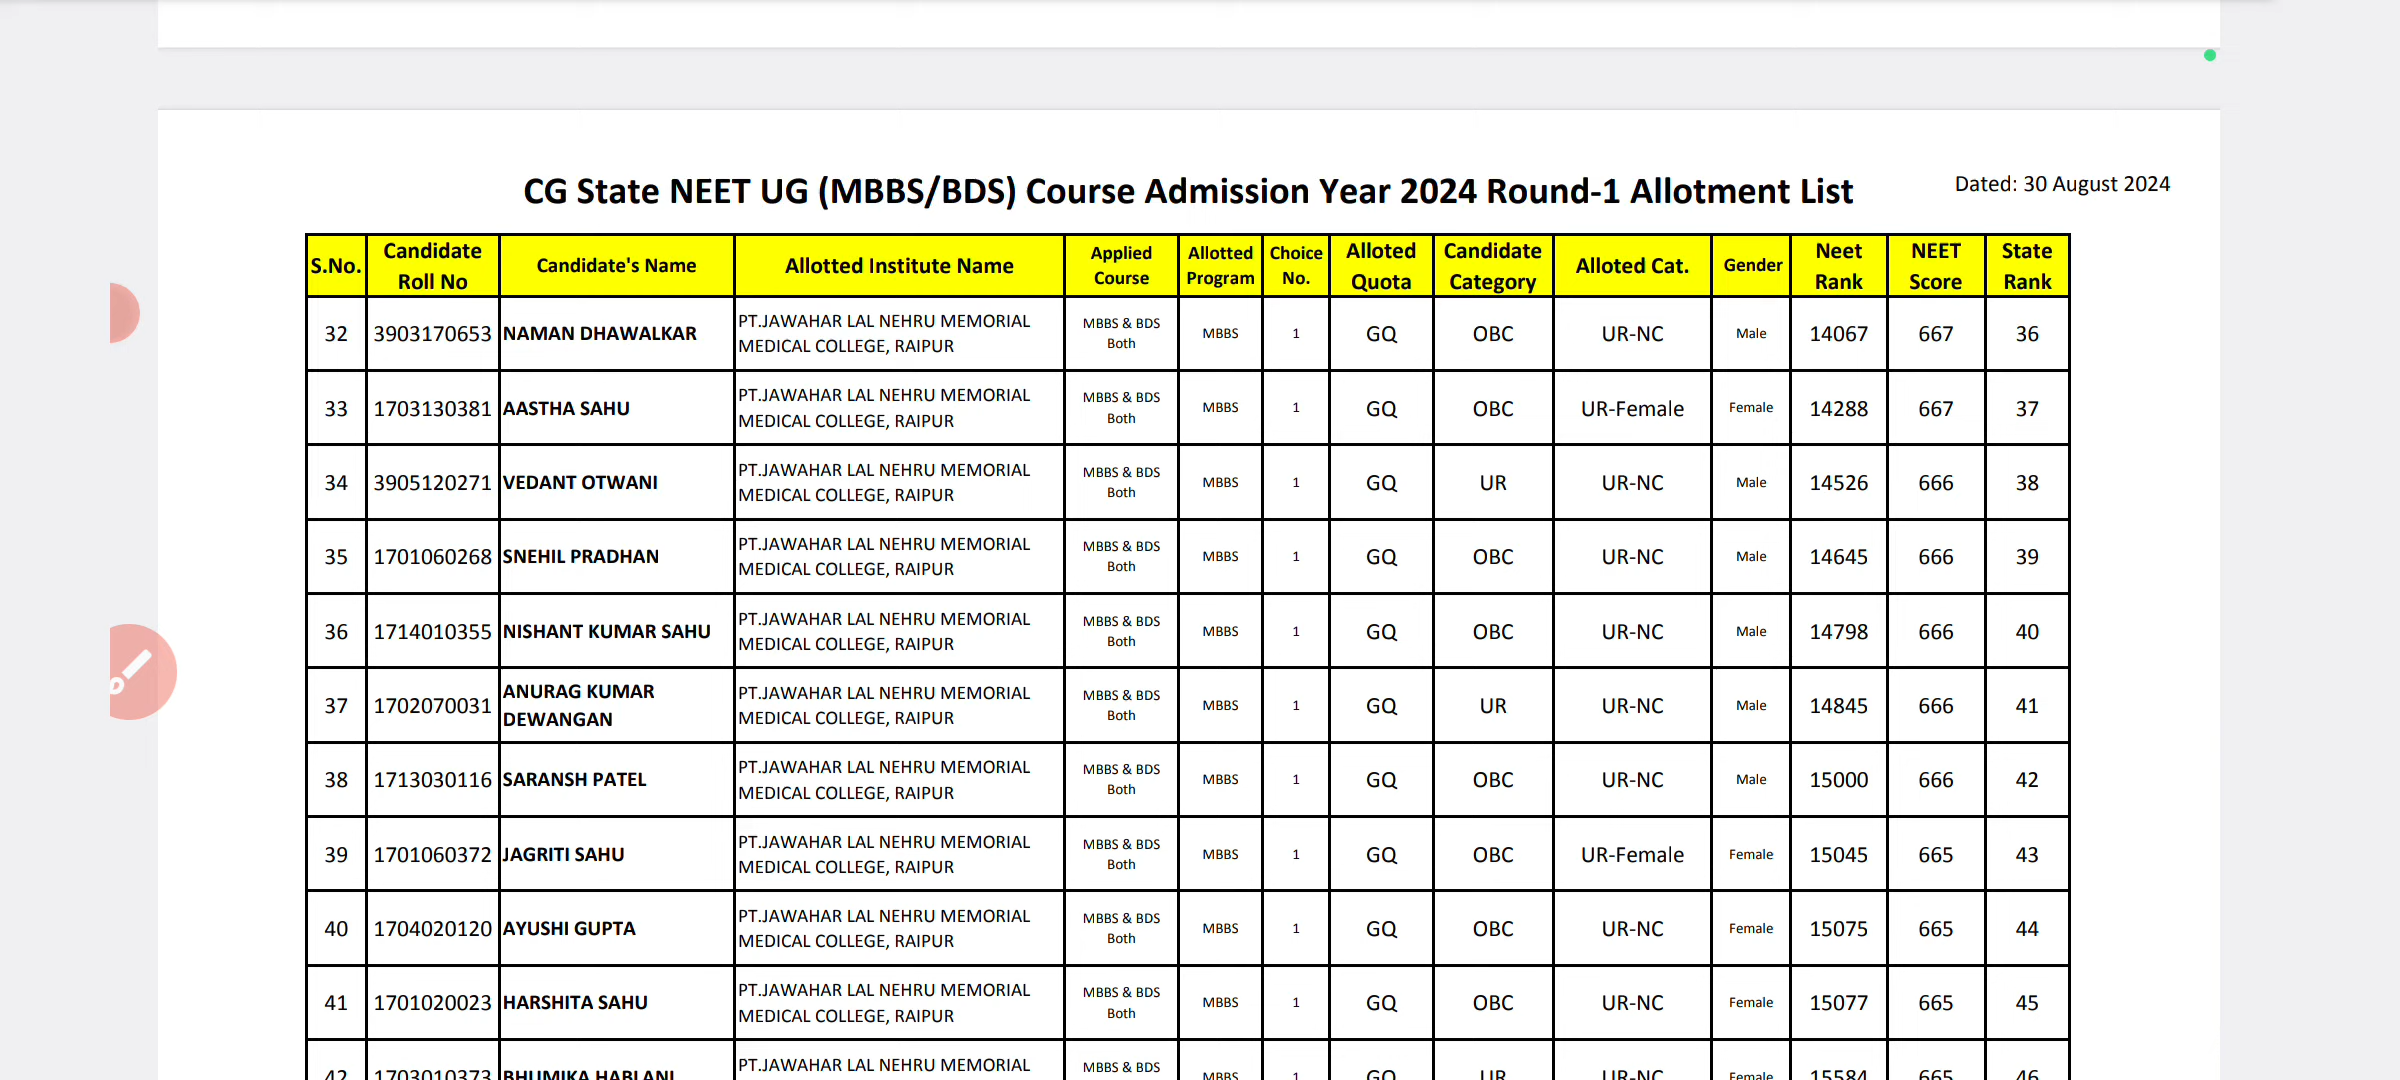 CG State NEET UG (MBBS/BDS) Course Admission Year 2024 Round-1 Allotment List
Dated: 30 August 2024
S.No. Candidate Roll No Candidate's Name Allotted Institute Name Applied Course Allotted Program Choice No. Alloted Quota Candidate Category Alloted Cat. Gender Neet Rank NEET Score State Rank
32 3903170653 NAMAN DHAWALKAR PT.JAWAHAR LAL NEHRU MEMORIAL MEDICAL COLLEGE, RAIPUR MBBS & BDS Both MBBS 1 GQ OBC UR-NC Male 14067 667 36
33 1703130381 AASTHA SAHU PT.JAWAHAR LAL NEHRU MEMORIAL MEDICAL COLLEGE, RAIPUR MBBS & BDS Both MBBS 1 GQ OBC UR-Female Female 14288 667 37
34 3905120271 VEDANT OTWANI PT.JAWAHAR LAL NEHRU MEMORIAL MEDICAL COLLEGE, RAIPUR MBBS & BDS Both MBBS 1 GQ UR UR-NC Male 14526 666 38
35 1701060268 SNEHIL PRADHAN PT.JAWAHAR LAL NEHRU MEMORIAL MEDICAL COLLEGE, RAIPUR MBBS & BDS Both MBBS 1 GQ OBC UR-NC Male 14645 666 39
36 1714010355 NISHANT KUMAR SAHU PT.JAWAHAR LAL NEHRU MEMORIAL MEDICAL COLLEGE, RAIPUR MBBS & BDS Both MBBS 1 GQ OBC UR-NC Male 14798 666 40
37 1702070031 ANURAG KUMAR DEWANGAN PT.JAWAHAR LAL NEHRU MEMORIAL MEDICAL COLLEGE, RAIPUR MBBS & BDS Both MBBS 1 GQ UR UR-NC Male 14845 666 41
38 1713030116 SARANSH PATEL PT.JAWAHAR LAL NEHRU MEMORIAL MEDICAL COLLEGE, RAIPUR MBBS & BDS Both MBBS 1 GQ OBC UR-NC Male 15000 666 42
39 1701060372 JAGRITI SAHU PT.JAWAHAR LAL NEHRU MEMORIAL MEDICAL COLLEGE, RAIPUR MBBS & BDS Both MBBS 1 GQ OBC UR-Female Female 15045 665 43
40 1704020120 AYUSHI GUPTA PT.JAWAHAR LAL NEHRU MEMORIAL MEDICAL COLLEGE, RAIPUR MBBS & BDS Both MBBS 1 GQ OBC UR-NC Female 15075 665 44
41 1701020023 HARSHITA SAHU PT.JAWAHAR LAL NEHRU MEMORIAL MEDICAL COLLEGE, RAIPUR MBBS & BDS Both MBBS 1 GQ OBC UR-NC Female 15077 665 45
42 1703010373 BHUMIKA HABLANI PT.JAWAHAR LAL NEHRU MEMORIAL MBBS & BDS MBBS 1 GQ UR UR-NC Female 15584 665 46